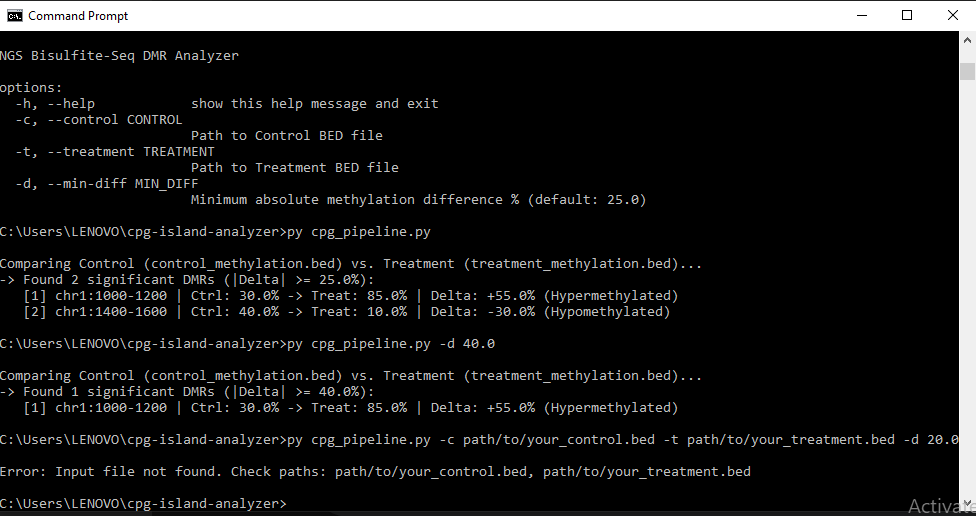 Command Prompt
NGS Bisulfite-Seq DMR Analyzer
options:
-h, --help            show this help message and exit
-c, --control CONTROL
Path to Control BED file
-t, --treatment TREATMENT
Path to Treatment BED file
-d, --min-diff MIN_DIFF
Minimum absolute methylation difference % (default: 25.0)
C:\Users\LENOVO\cpg-island-analyzer>py cpg_pipeline.py
Comparing Control (control_methylation.bed) vs. Treatment (treatment_methylation.bed)...
-> Found 2 significant DMRs (|Delta| >= 25.0%):
[1] chr1:1000-1200 | Ctrl: 30.0% -> Treat: 85.0% | Delta: +55.0% (Hypermethylated)
[2] chr1:1400-1600 | Ctrl: 40.0% -> Treat: 10.0% | Delta: -30.0% (Hypomethylated)
C:\Users\LENOVO\cpg-island-analyzer>py cpg_pipeline.py -d 40.0
Comparing Control (control_methylation.bed) vs. Treatment (treatment_methylation.bed)...
-> Found 1 significant DMRs (|Delta| >= 40.0%):
[1] chr1:1000-1200 | Ctrl: 30.0% -> Treat: 85.0% | Delta: +55.0% (Hypermethylated)
C:\Users\LENOVO\cpg-island-analyzer>py cpg_pipeline.py -c path/to/your_control.bed -t path/to/your_treatment.bed -d 20.0
Error: Input file not found. Check paths: path/to/your_control.bed, path/to/your_treatment.bed
C:\Users\LENOVO\cpg-island-analyzer>